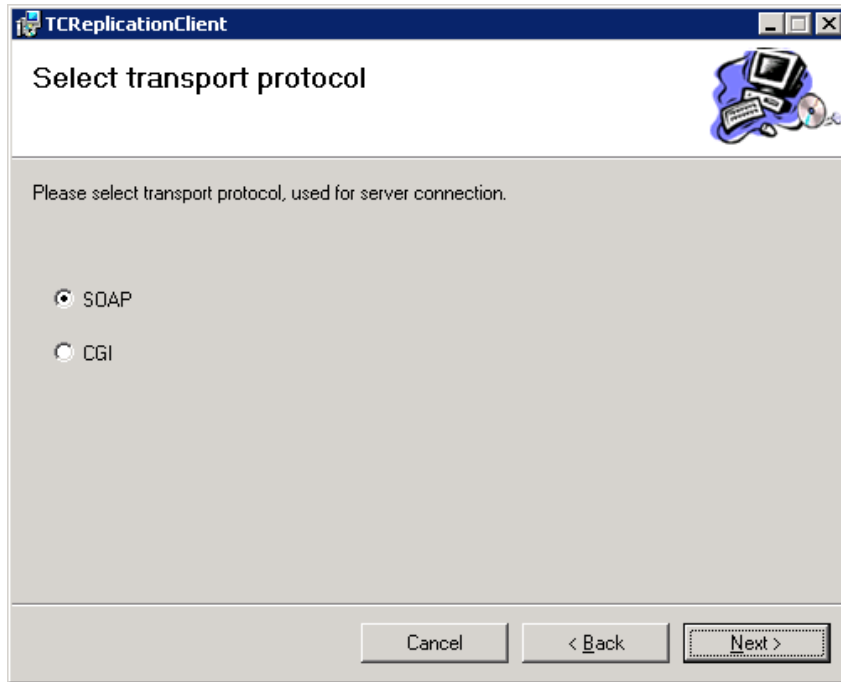 TCReplicationClient
Select transport protocol
Please select transport protocol, used for server connection.
SOAP
CGI
Cancel
< Back
Next >